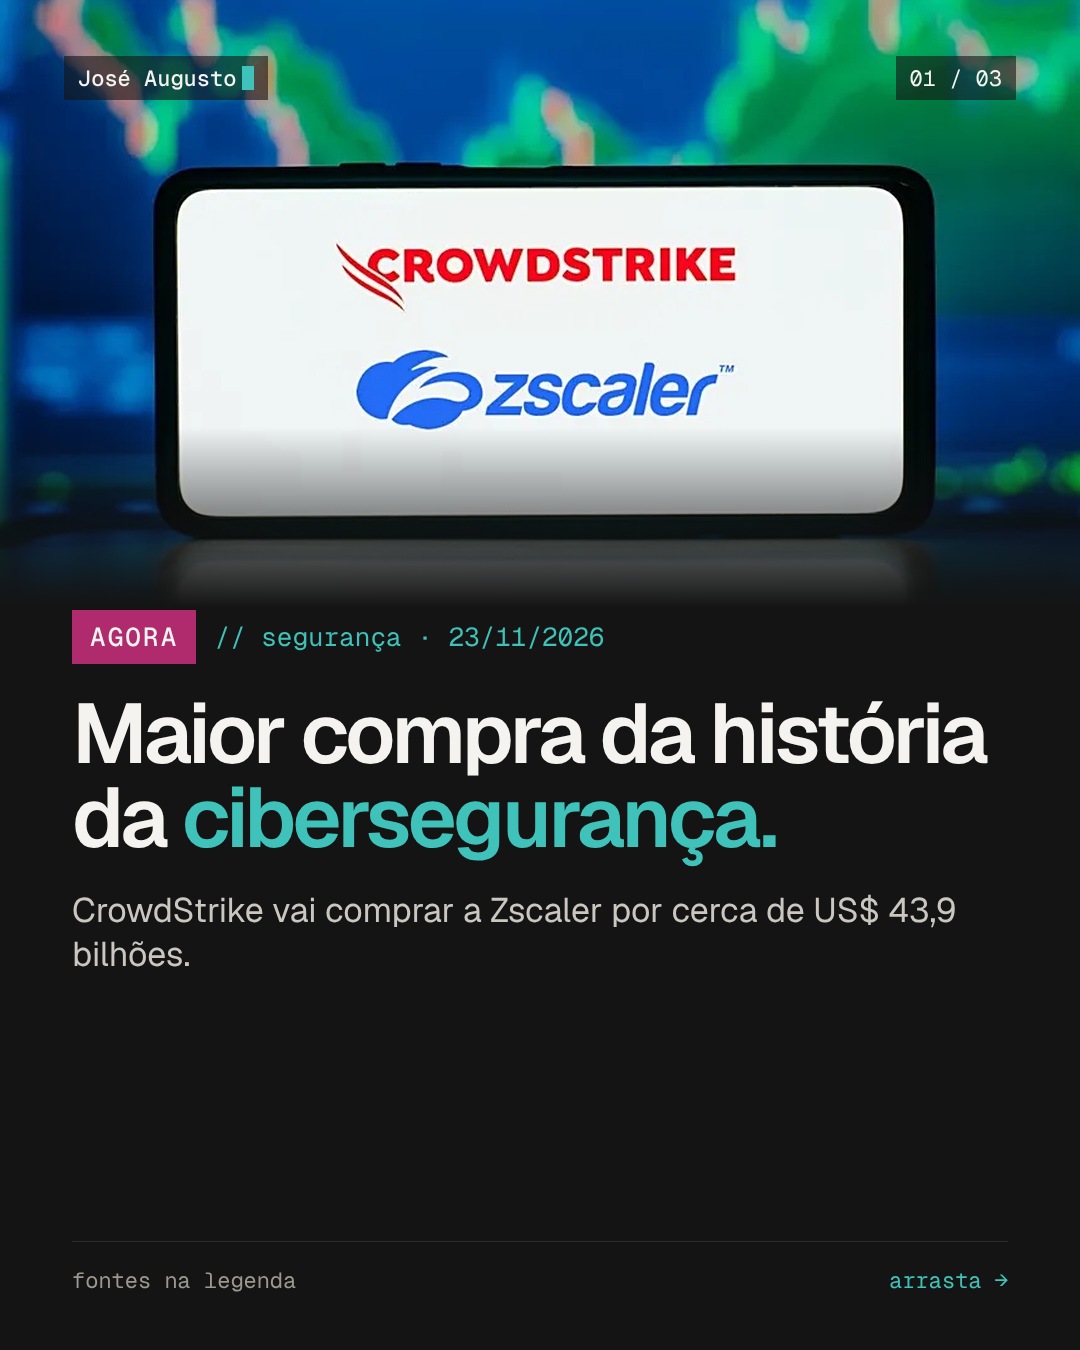 José Augusto
01 / 03
CROWDSTRIKE
zscaler™
AGORA // segurança · 23/11/2026
Maior compra da história
da cibersegurança.
CrowdStrike vai comprar a Zscaler por cerca de US$ 43,9
bilhões.
fontes na legenda
arrasta →